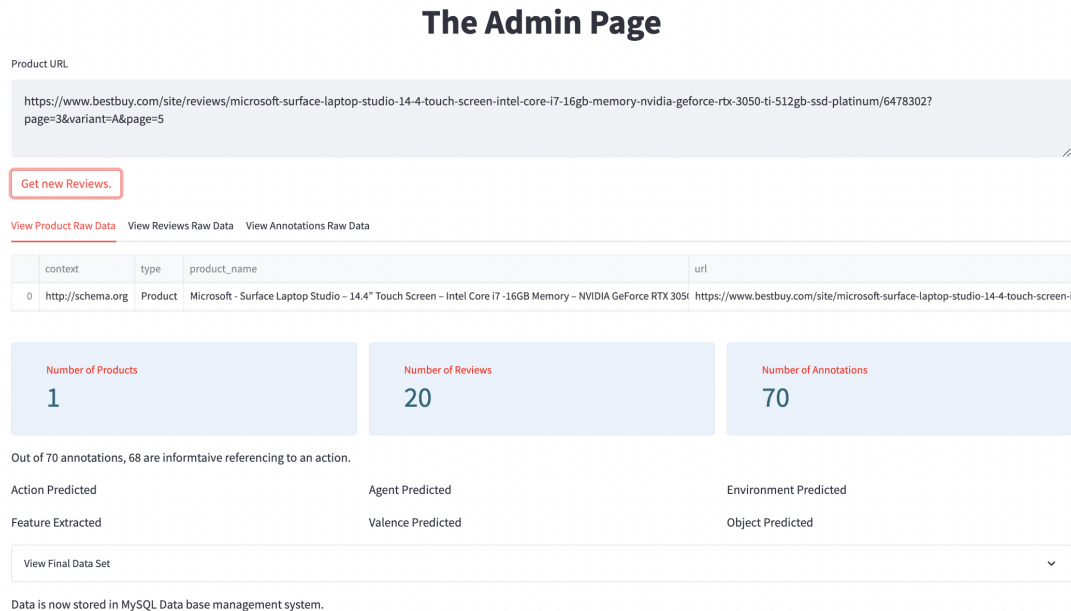 The Admin Page
Product URL
https://www.bestbuy.com/site/reviews/microsoft-surface-laptop-studio-14-4-touch-screen-intel-core-i7-16gb-memory-nvidia-geforce-rtx-3050-ti-512gb-ssd-platinum/6478302?
page=3&variant=A&page=5
Get new Reviews.
View Product Raw Data View Reviews Raw Data View Annotations Raw Data
context type product_name url
0 http://schema.org Product Microsoft - Surface Laptop Studio – 14.4” Touch Screen – Intel Core i7 -16GB Memory – NVIDIA GeForce RTX 3050 https://www.bestbuy.com/site/microsoft-surface-laptop-studio-14-4-touch-screen-i
Number of Products Number of Reviews Number of Annotations
1 20 70
Out of 70 annotations, 68 are informtaive referencing to an action.
Action Predicted Agent Predicted Environment Predicted
Feature Extracted Valence Predicted Object Predicted
View Final Data Set
Data is now stored in MySQL Data base management system.